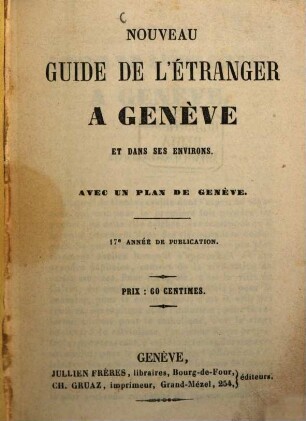 NOUVEAU
GUIDE DE L'ÉTRANGER
A GENÈVE
ET DANS SES ENVIRONS.
AVEC UN PLAN DE GENÈVE.
17e ANNÉE DE PUBLICATION.
PRIX : 60 CENTIMES.
GENÈVE,
JULLIEN FRÈRES, libraires, Bourg-de-Four,
CH. GRUAZ, imprimeur, Grand-Mézel, 254,
} éditeurs.